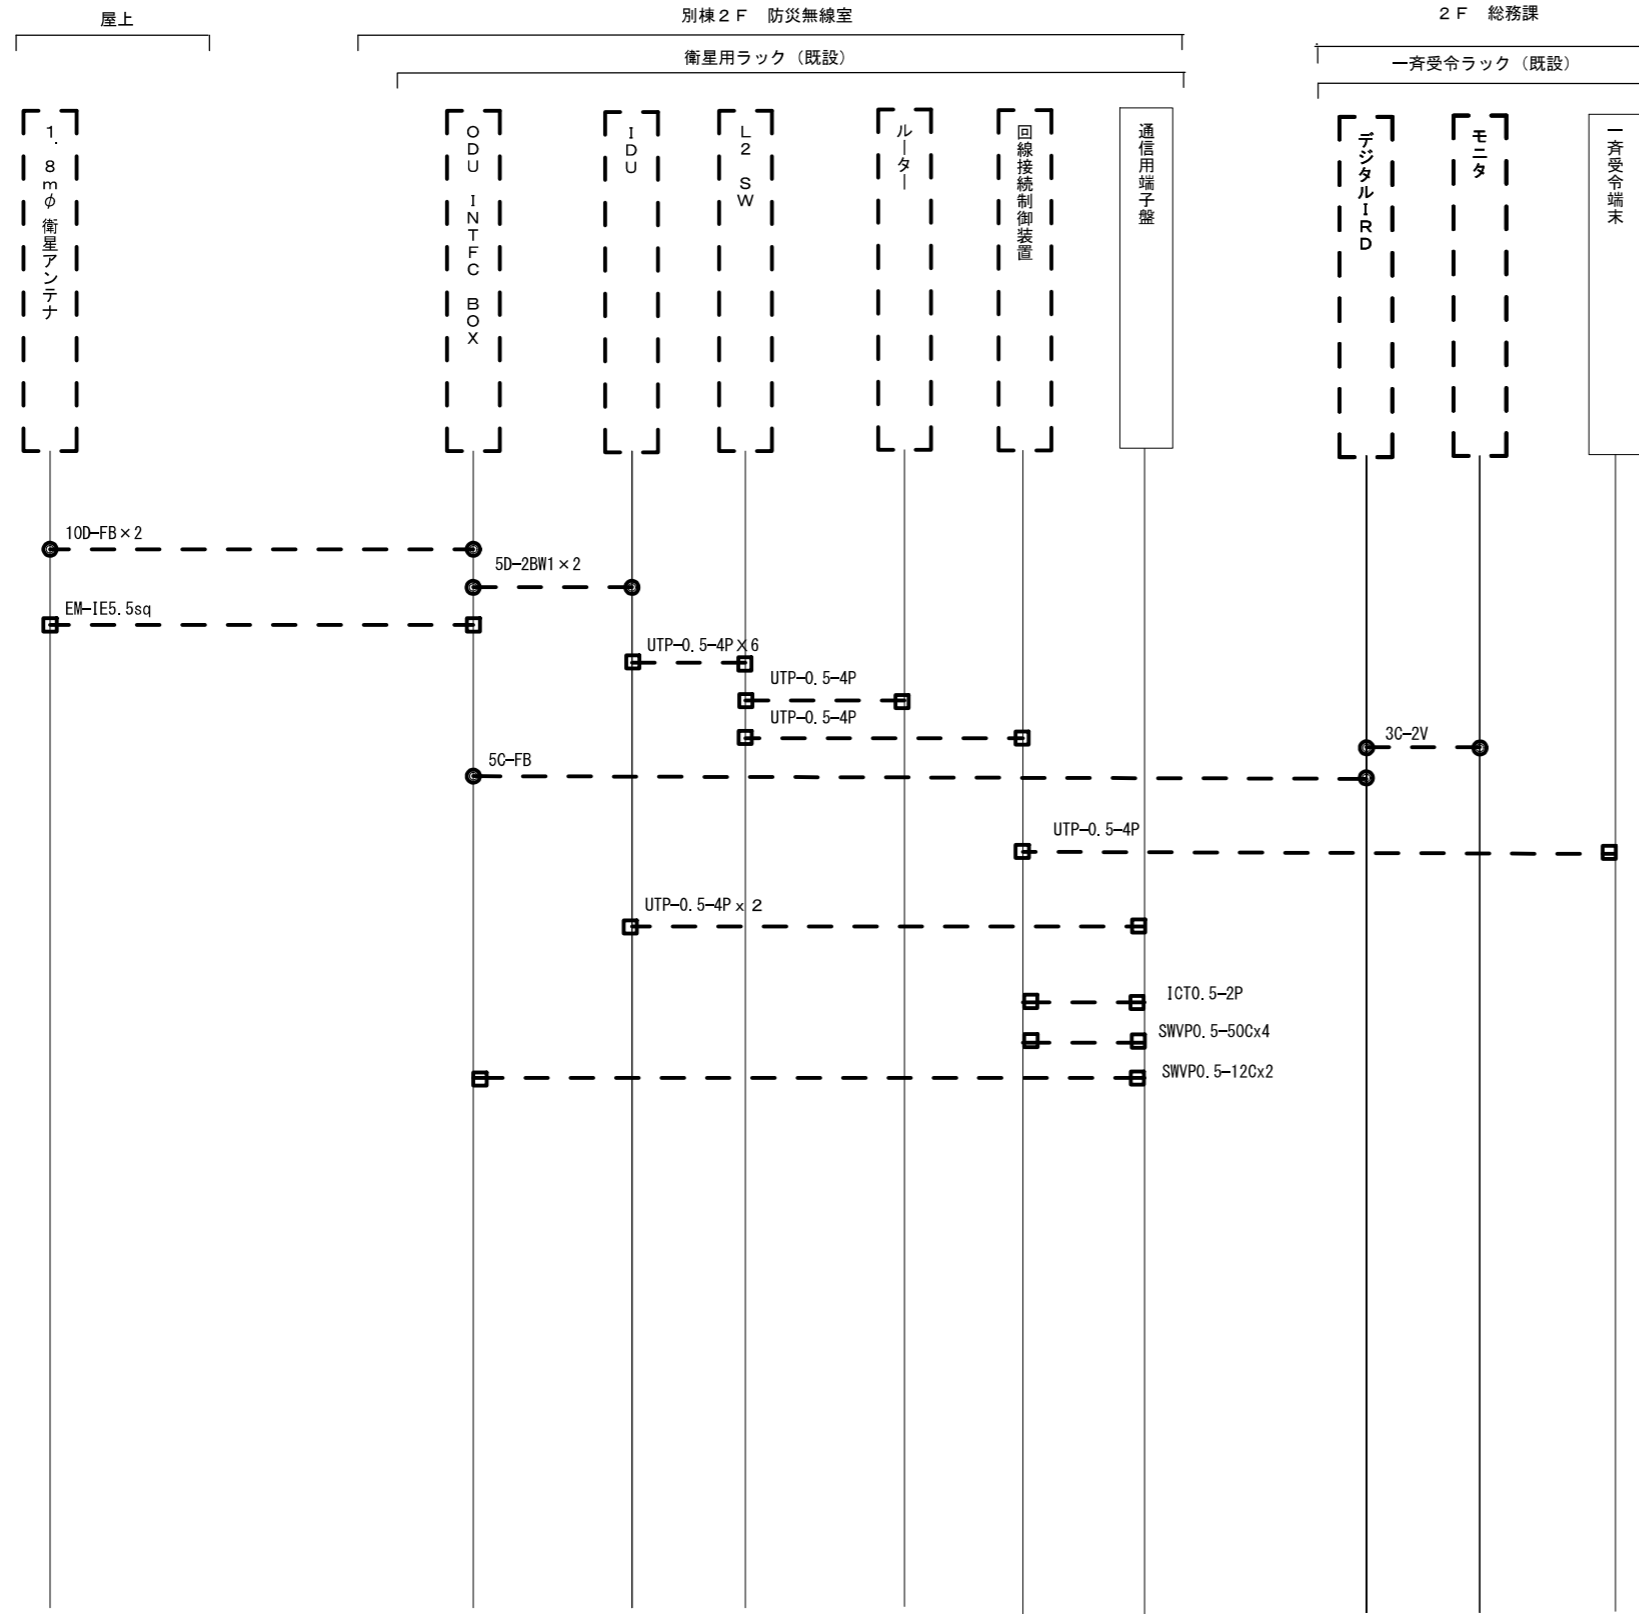 屋上
別棟２Ｆ　防災無線室
２Ｆ　総務課
衛星用ラック（既設）
一斉受令ラック（既設）
１．８ｍφ 衛星アンテナ
ＯＤＵ　ＩＮＴＦＣ　ＢＯＸ
ＩＤＵ
Ｌ２　ＳＷ
ルーター
回線接続制御装置
通信用端子盤
デジタルＩＲＤ
モニタ
一斉受令端末
10D-FB×2
5D-2BW1×2
EM-IE5.5sq
UTP-0.5-4P×6
UTP-0.5-4P
UTP-0.5-4P
3C-2V
5C-FB
UTP-0.5-4P
UTP-0.5-4Px２
ICT0.5-2P
SWVP0.5-50Cx4
SWVP0.5-12Cx2